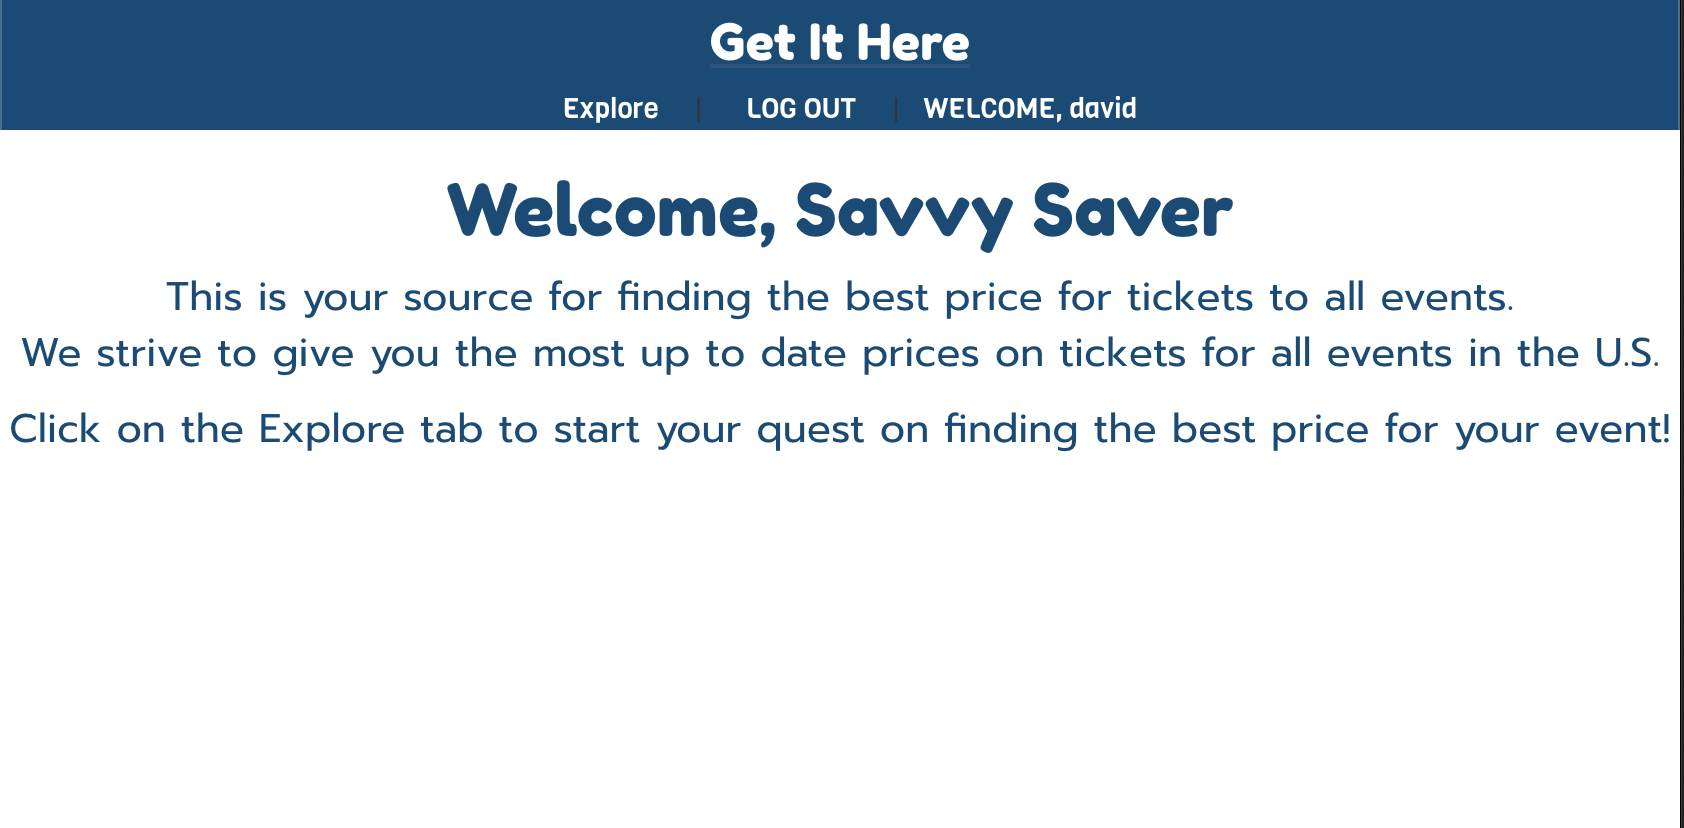 Get It Here
Explore | LOG OUT | WELCOME, david
Welcome, Savvy Saver
This is your source for finding the best price for tickets to all events.
We strive to give you the most up to date prices on tickets for all events in the U.S.
Click on the Explore tab to start your quest on finding the best price for your event!